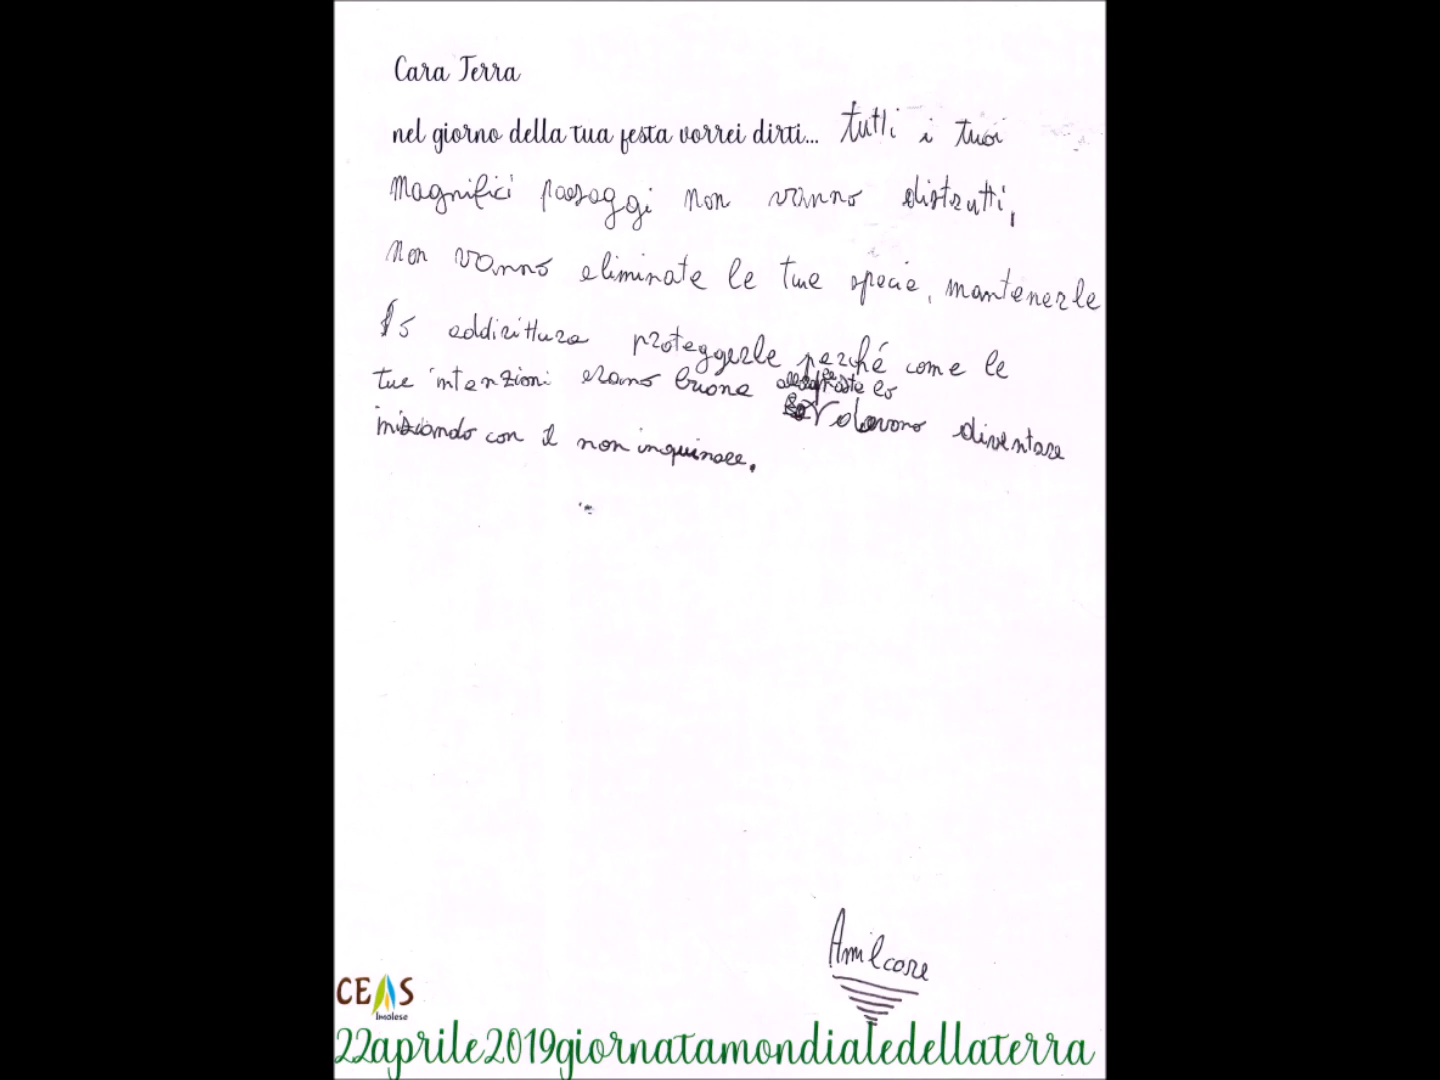 Cara Terra
nel giorno della tua festa vorrei dirti... tutti i tuoi
magnifici paesaggi non vanno distrutti,
non vanno eliminate le tue specie, mantenerle
o addirittura proteggerle perché come le
tue intenzioni erano buone le
devono diventare
iniziando con il non inquinare.
Amilcare
CEAS
Imolese
22aprile2019giornatamondialedellaterra